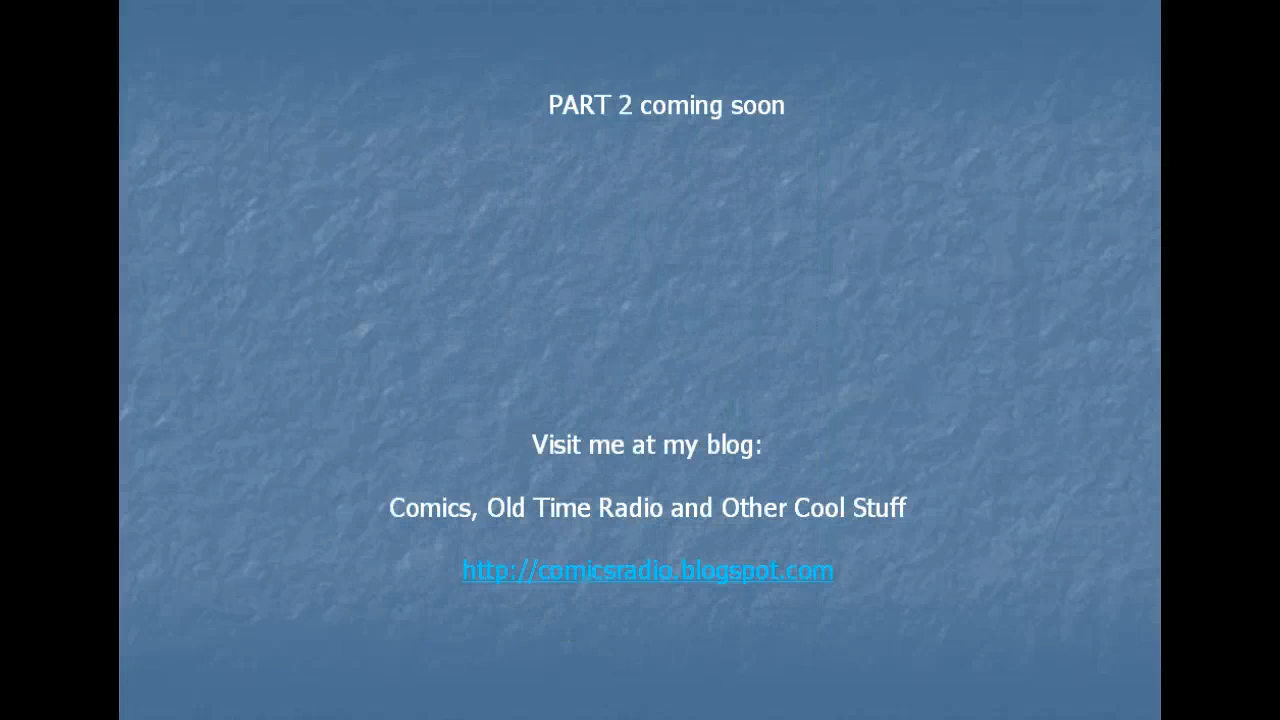 PART 2 coming soon
Visit me at my blog:
Comics, Old Time Radio and Other Cool Stuff
http://comicsradio.blogspot.com